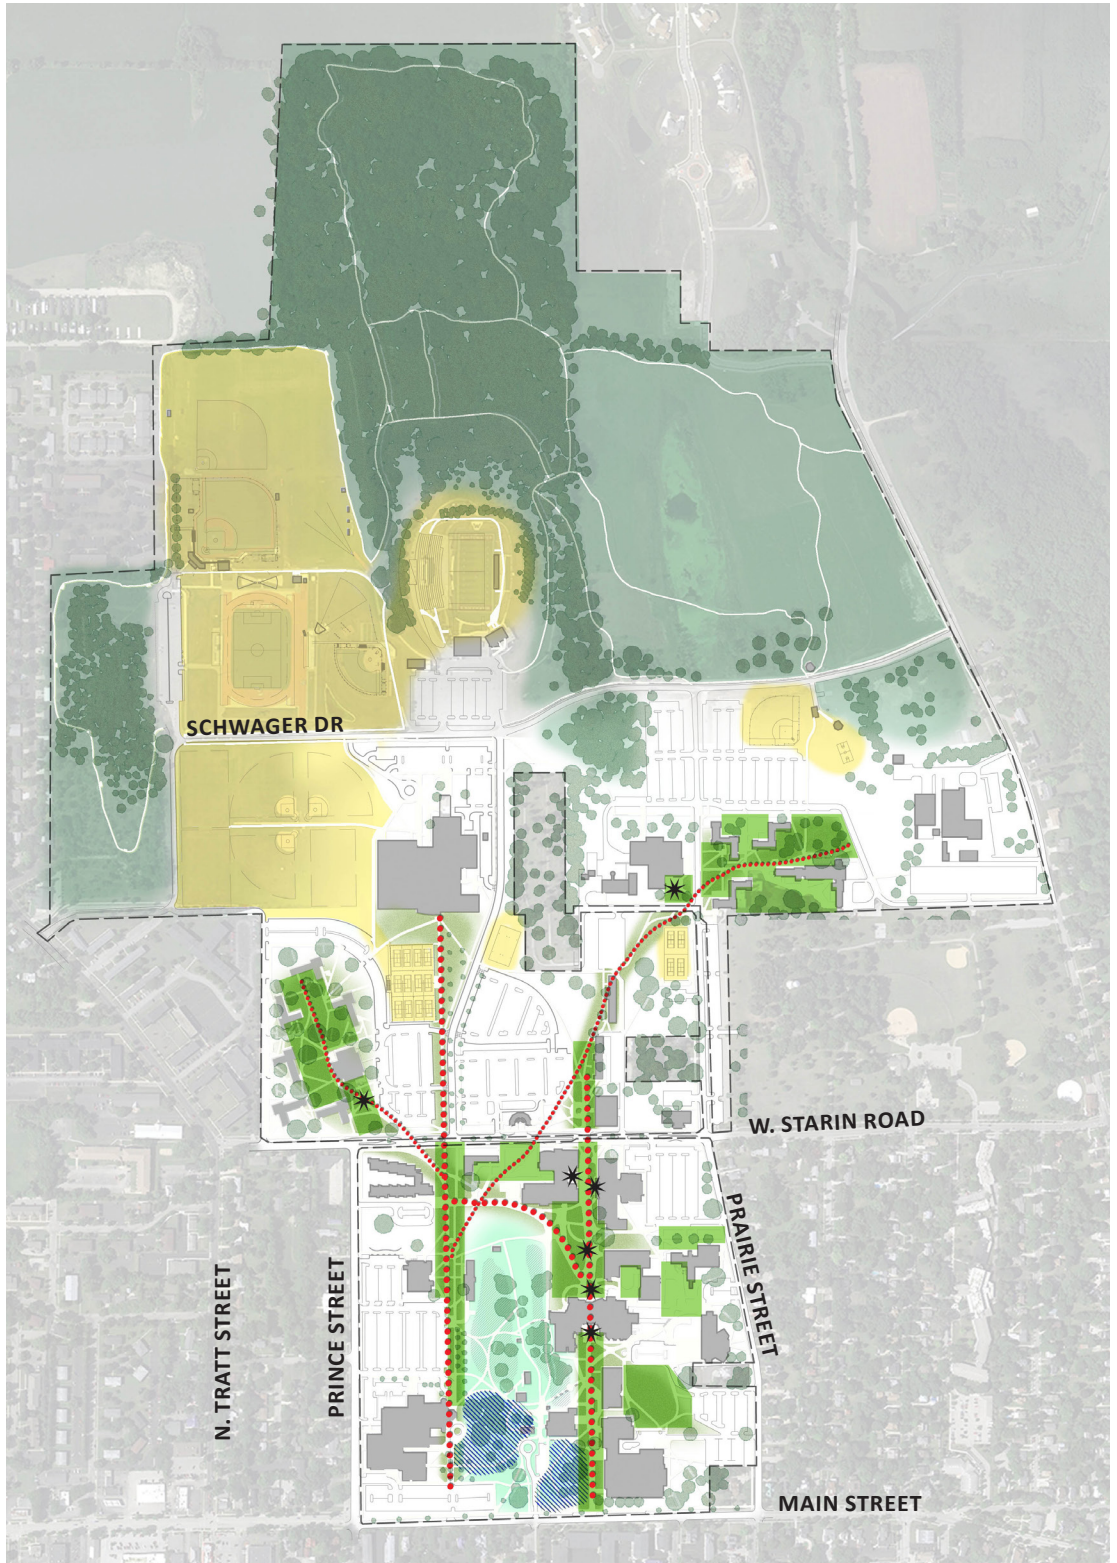 SCHWAGER DR
W. STARIN ROAD
PRAIRIE STREET
PRINCE STREET
N. TRATT STREET
MAIN STREET